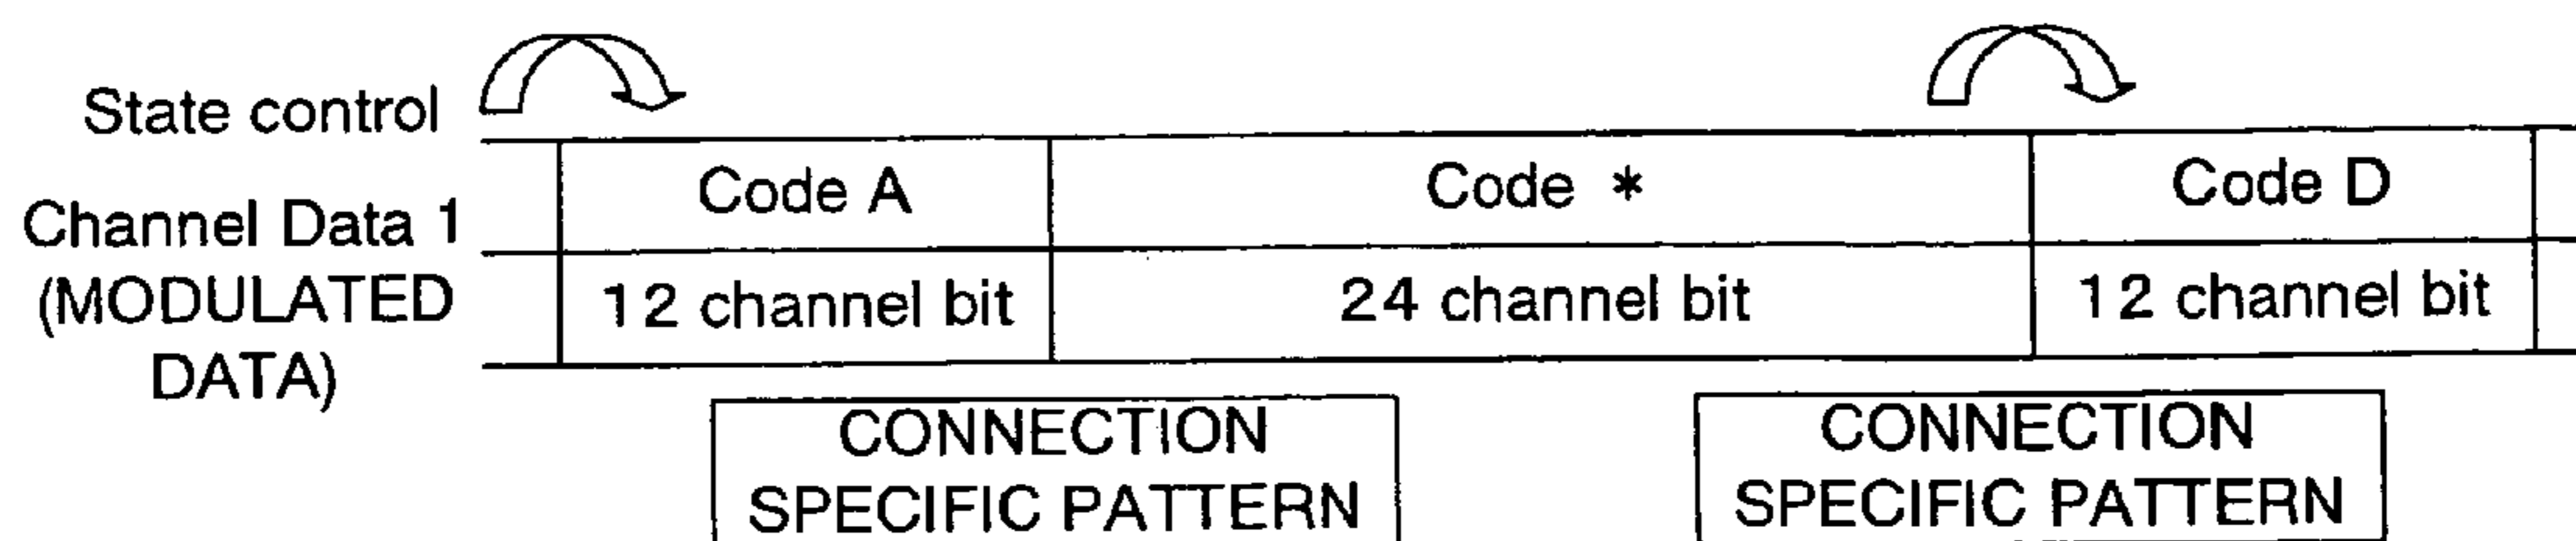 State control
Channel Data 1
(MODULATED
DATA)
Code A
Code *
Code D
12 channel bit
24 channel bit
12 channel bit
CONNECTION
SPECIFIC PATTERN
CONNECTION
SPECIFIC PATTERN